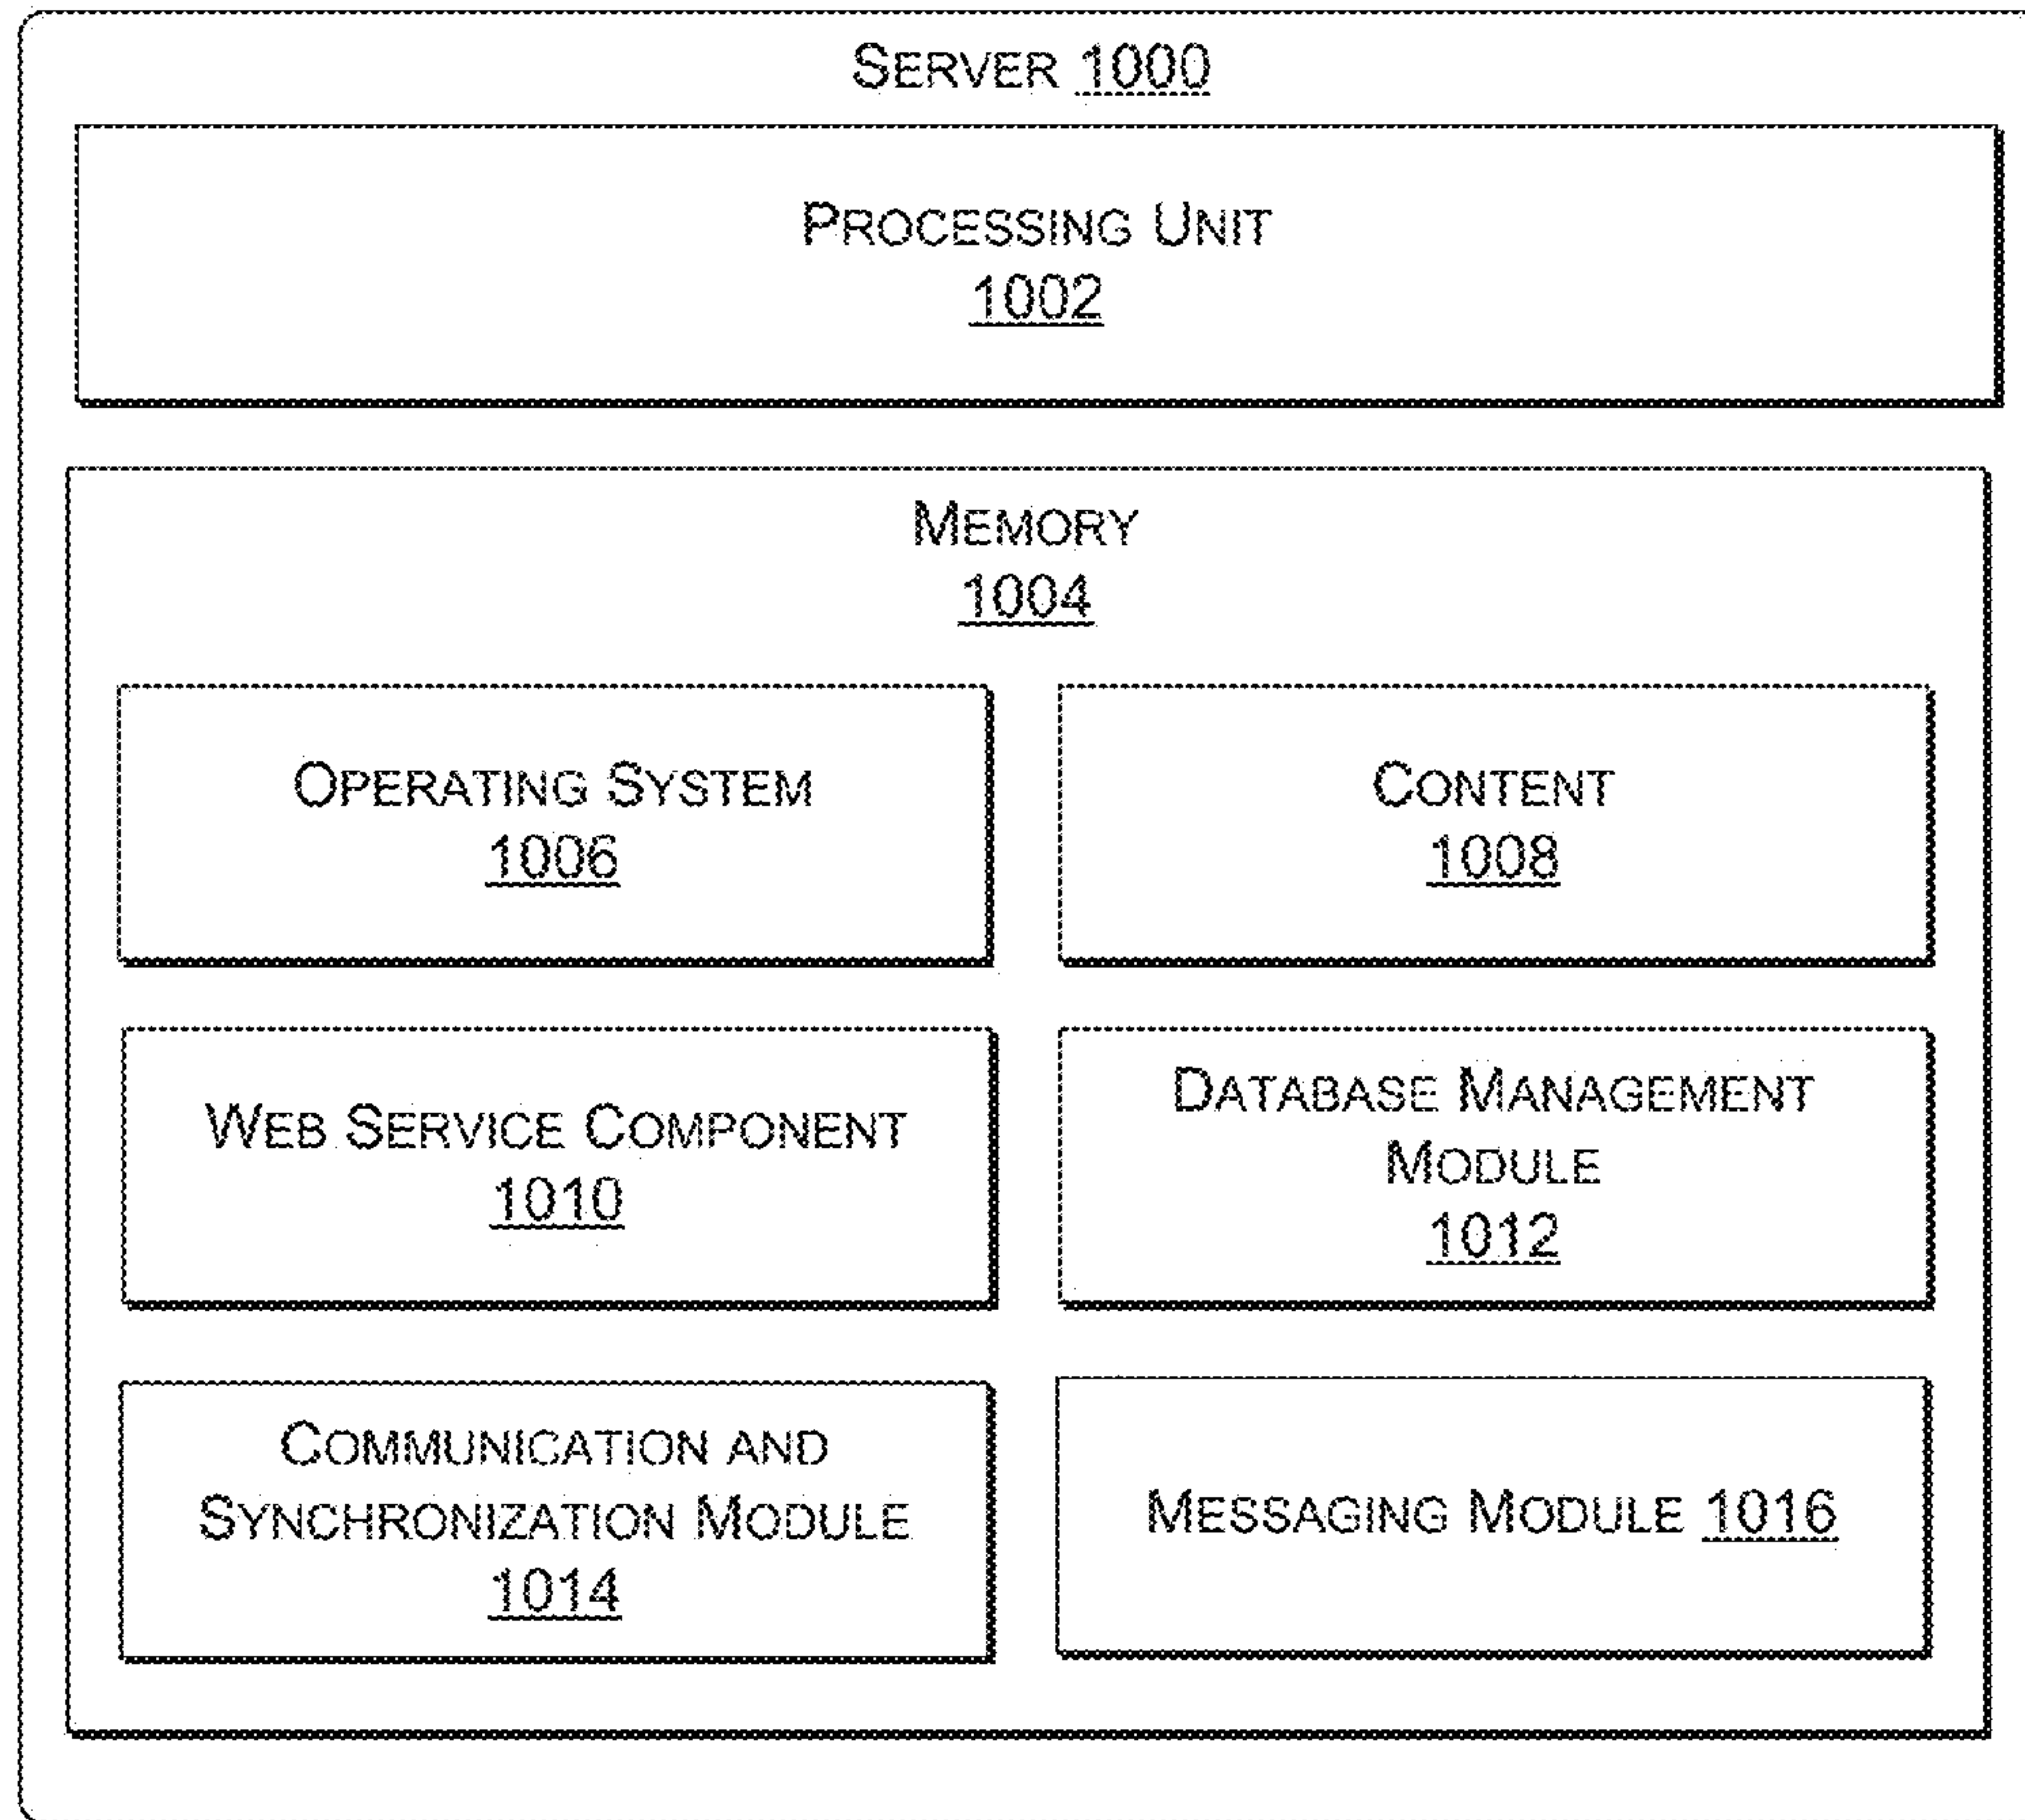 SERVER 1000
PROCESSING UNIT
1002
MEMORY
1004
OPERATING SYSTEM
1006
CONTENT
1008
WEB SERVICE COMPONENT
1010
DATABASE MANAGEMENT
MODULE
1012
COMMUNICATION AND
SYNCHRONIZATION MODULE
1014
MESSAGING MODULE 1016